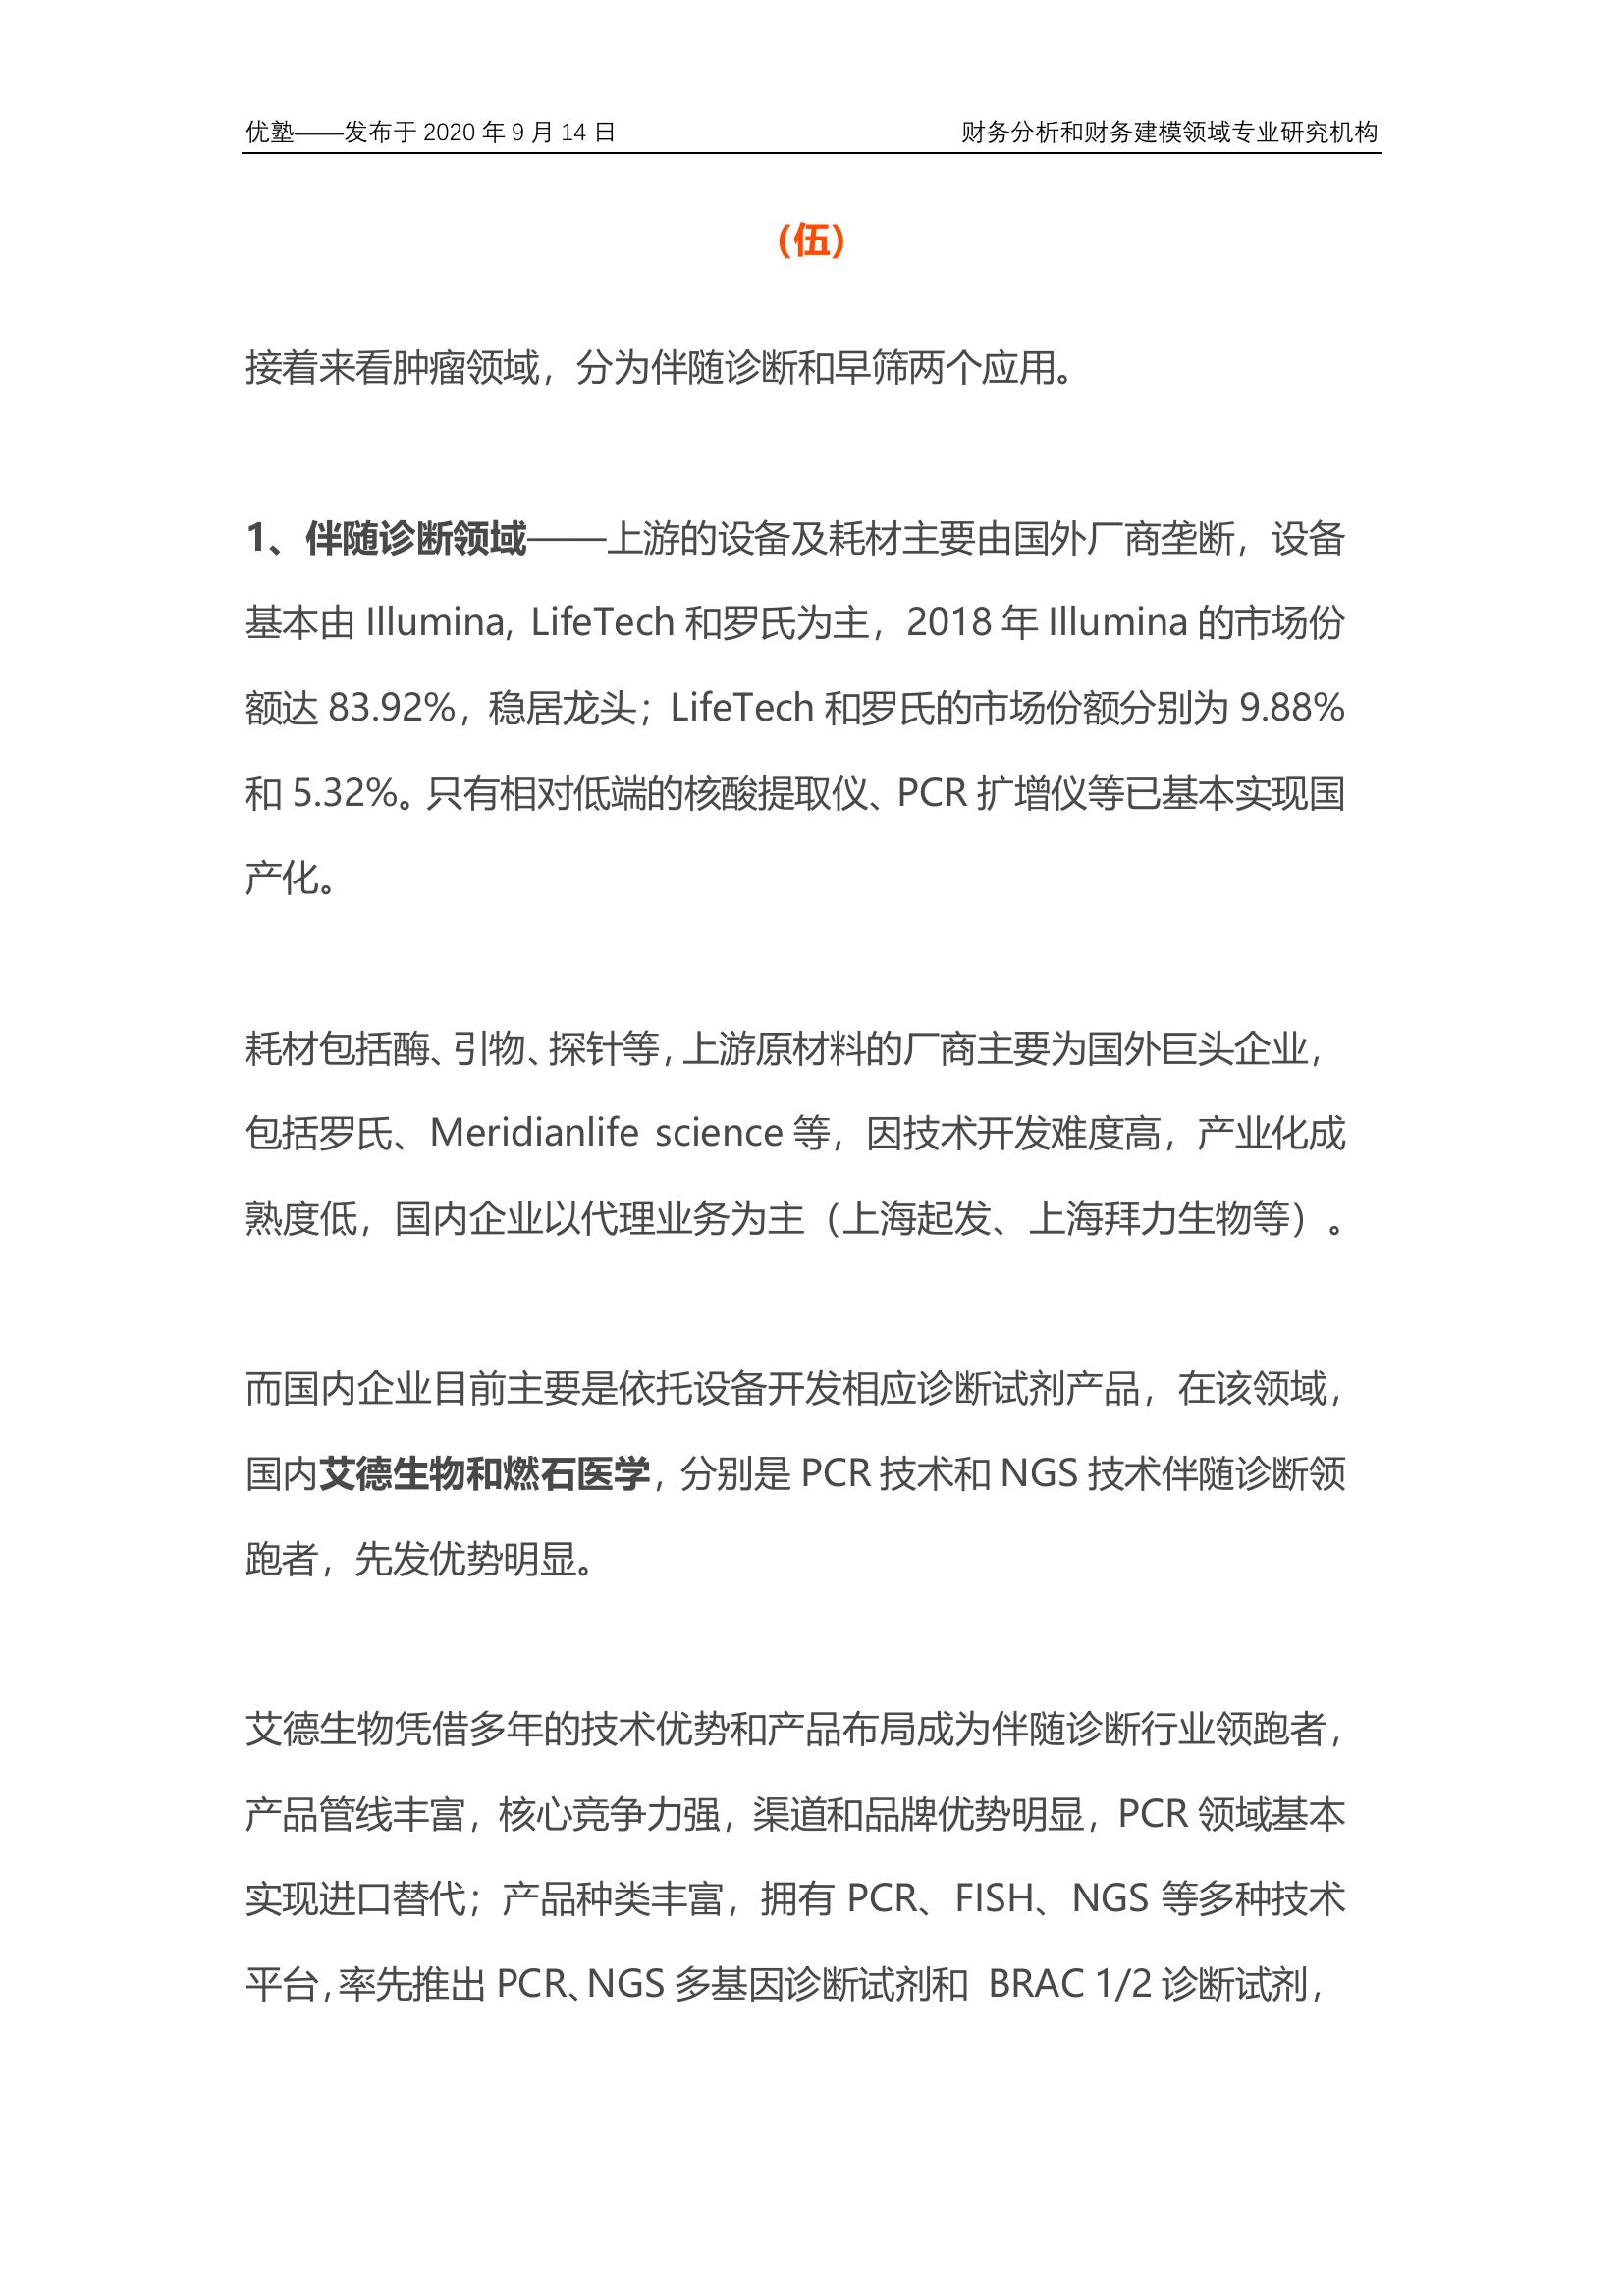 优塾——发布于 2020 年 9 月 14 日 财务分析和财务建模领域专业研究机构
(伍)
接着来看肿瘤领域，分为伴随诊断和早筛两个应用。
1、伴随诊断领域——上游的设备及耗材主要由国外厂商垄断，设备
基本由 Illumina, LifeTech 和罗氏为主，2018 年 Illumina 的市场份
额达 83.92%，稳居龙头；LifeTech 和罗氏的市场份额分别为 9.88%
和 5.32%。只有相对低端的核酸提取仪、PCR 扩增仪等已基本实现国
产化。
耗材包括酶、引物、探针等，上游原材料的厂商主要为国外巨头企业，
包括罗氏、Meridianlife science 等，因技术开发难度高，产业化成
熟度低，国内企业以代理业务为主（上海起发、上海拜力生物等）。
而国内企业目前主要是依托设备开发相应诊断试剂产品，在该领域，
国内艾德生物和燃石医学，分别是 PCR 技术和 NGS 技术伴随诊断领
跑者，先发优势明显。
艾德生物凭借多年的技术优势和产品布局成为伴随诊断行业领跑者，
产品管线丰富，核心竞争力强，渠道和品牌优势明显，PCR 领域基本
实现进口替代；产品种类丰富，拥有 PCR、FISH、NGS 等多种技术
平台，率先推出 PCR、NGS 多基因诊断试剂和 BRAC 1/2 诊断试剂，